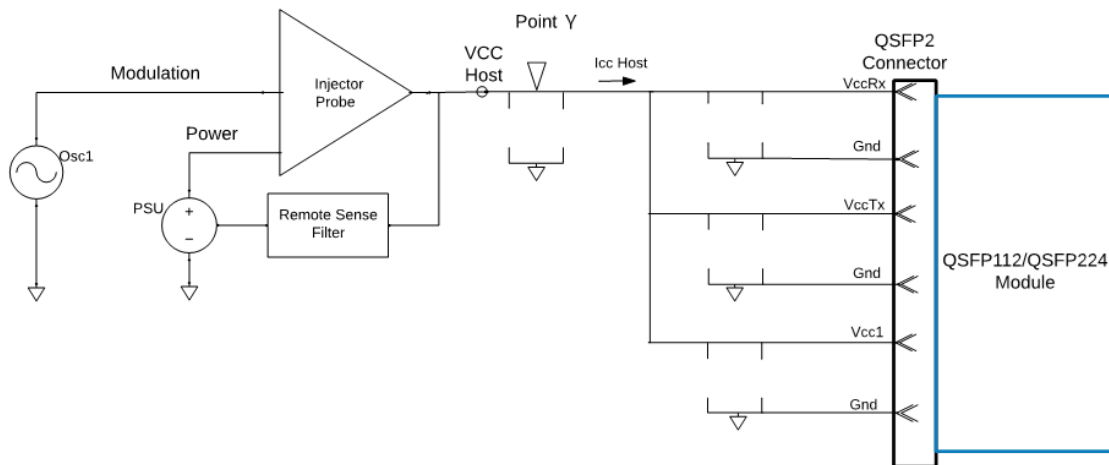 Point γ
QSFP2
Connector
VCC
Host
Icc Host
Modulation
Injector
Probe
VccRx
Power
Gnd
Osc1
PSU
+
−
Remote Sense
Filter
VccTx
Gnd
QSFP112/QSFP224
Module
Vcc1
Gnd